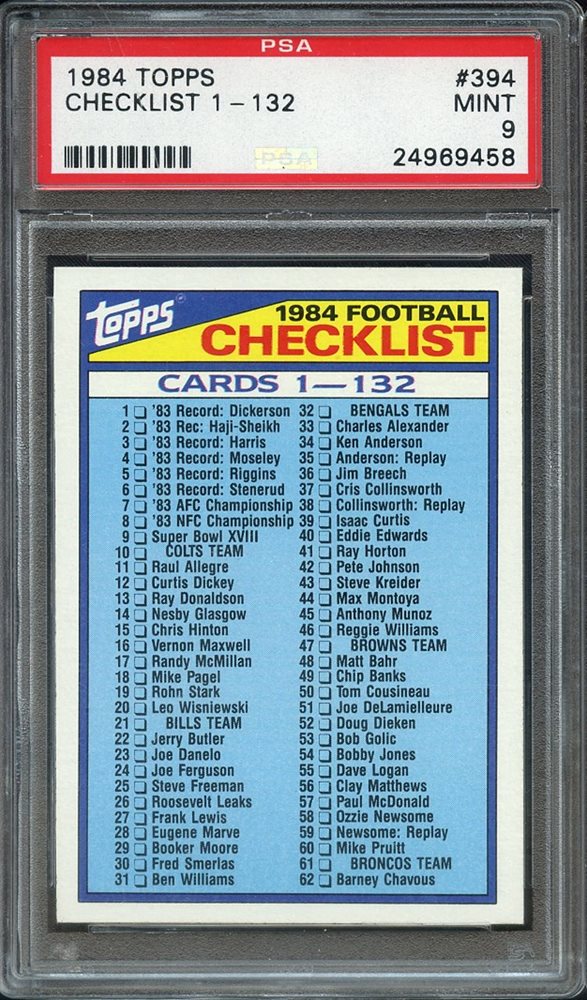 PSA
1984 TOPPS #394
CHECKLIST 1 - 132 MINT
9
PSA 24969458
Topps
1984 FOOTBALL
CHECKLIST
CARDS 1—132
1 '83 Record: Dickerson
2 '83 Rec: Haji-Sheikh
3 '83 Record: Harris
4 '83 Record: Moseley
5 '83 Record: Riggins
6 '83 Record: Stenerud
7 '83 AFC Championship
8 '83 NFC Championship
9 Super Bowl XVIII
10 COLTS TEAM
11 Raul Allegre
12 Curtis Dickey
13 Ray Donaldson
14 Nesby Glasgow
15 Chris Hinton
16 Vernon Maxwell
17 Randy McMillan
18 Mike Pagel
19 Rohn Stark
20 Leo Wisniewski
21 BILLS TEAM
22 Jerry Butler
23 Joe Danelo
24 Joe Ferguson
25 Steve Freeman
26 Roosevelt Leaks
27 Frank Lewis
28 Eugene Marve
29 Booker Moore
30 Fred Smerlas
31 Ben Williams
32 BENGALS TEAM
33 Charles Alexander
34 Ken Anderson
35 Anderson: Replay
36 Jim Breech
37 Cris Collinsworth
38 Collinsworth: Replay
39 Isaac Curtis
40 Eddie Edwards
41 Ray Horton
42 Pete Johnson
43 Steve Kreider
44 Max Montoya
45 Anthony Munoz
46 Reggie Williams
47 BROWNS TEAM
48 Matt Bahr
49 Chip Banks
50 Tom Cousineau
51 Joe DeLamielleure
52 Doug Dieken
53 Bob Golic
54 Bobby Jones
55 Dave Logan
56 Clay Matthews
57 Paul McDonald
58 Ozzie Newsome
59 Newsome: Replay
60 Mike Pruitt
61 BRONCOS TEAM
62 Barney Chavous